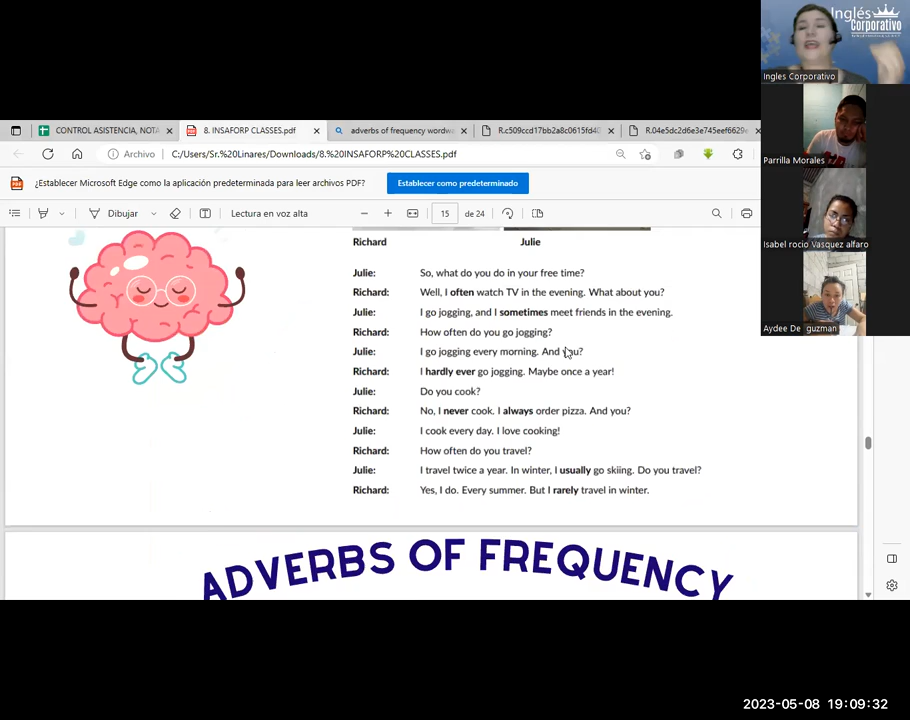 Inglés
Corporativo
Ingles Corporativo
CONTROL ASISTENCIA, NOTA
8. INSAFORP CLASSES.pdf
adverbs of frequency wordwa
R.c509ccd17bb2a8c0615fd4
R.04e5dc2d6e3e745eef6629e
Archivo
C:/Users/Sr.%20Linares/Downloads/8.%20INSAFORP%20CLASSES.pdf
Parrilla Morales
¿Establecer Microsoft Edge como la aplicación predeterminada para leer archivos PDF?
Establecer como predeterminado
Dibujar
Lectura en voz alta
15
de 24
Isabel rocio Vasquez alfaro
Richard
Julie
Julie: So, what do you do in your free time?
Richard: Well, I often watch TV in the evening. What about you?
Julie: I go jogging, and I sometimes meet friends in the evening.
Richard: How often do you go jogging?
Julie: I go jogging every morning. And you?
Richard: I hardly ever go jogging. Maybe once a year!
Julie: Do you cook?
Richard: No, I never cook. I always order pizza. And you?
Julie: I cook every day. I love cooking!
Richard: How often do you travel?
Julie: I travel twice a year. In winter, I usually go skiing. Do you travel?
Richard: Yes, I do. Every summer. But I rarely travel in winter.
Aydee De guzman
ADVERBS OF FREQUENCY
2023-05-08 19:09:32